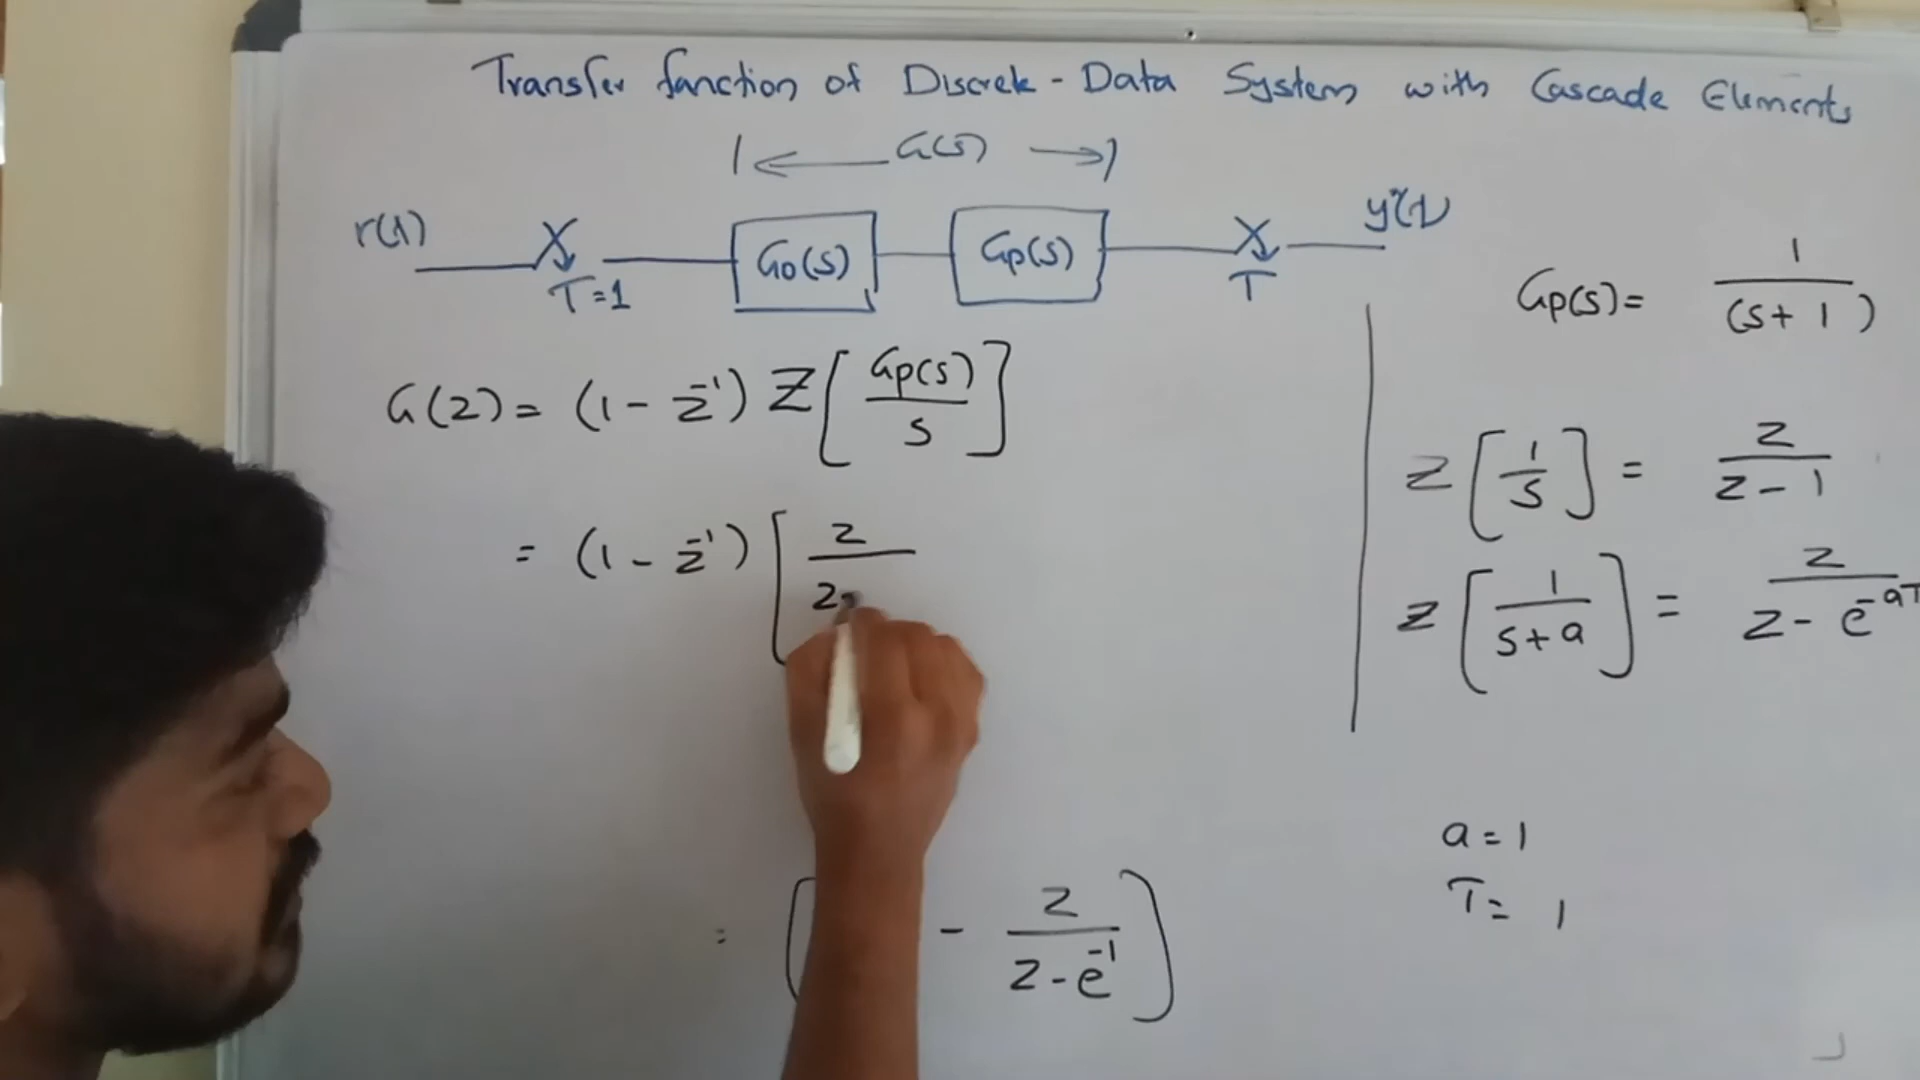 Transfer function of Discrete-Data System with Cascade Elements
G(s)
r(t) T=1 G0(s) Gp(s) T y*(t)
Gp(s)= 1/(s+1)
G(z)= (1-z⁻¹) Z[Gp(s)/s]
z[1/s] = z/(z-1)
= (1-z⁻¹) [z/z-
z[1/(s+a)] = z/(z-e⁻ᵃᵀ)
a=1
T= 1
= ( - z/(z-e⁻¹))